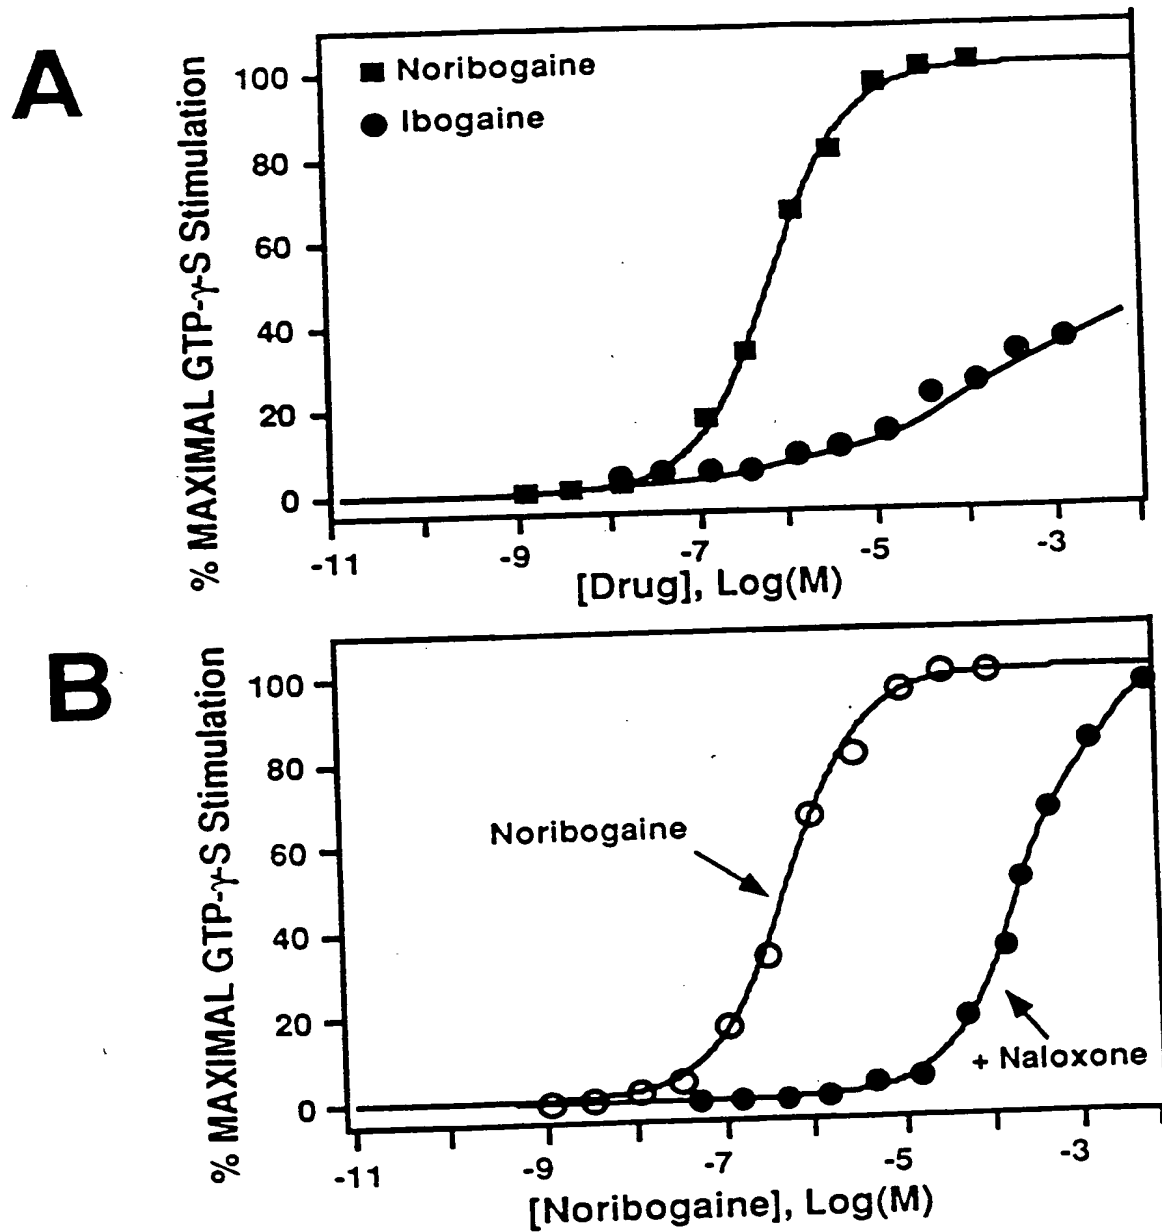 A
% MAXIMAL GTP-γ-S Stimulation
100
80
60
40
20
0
Noribogaine
Ibogaine
-11
-9
-7
-5
-3
[Drug], Log(M)
B
% MAXIMAL GTP-γ-S Stimulation
100
80
60
40
20
0
Noribogaine
+ Naloxone
-11
-9
-7
-5
-3
[Noribogaine], Log(M)